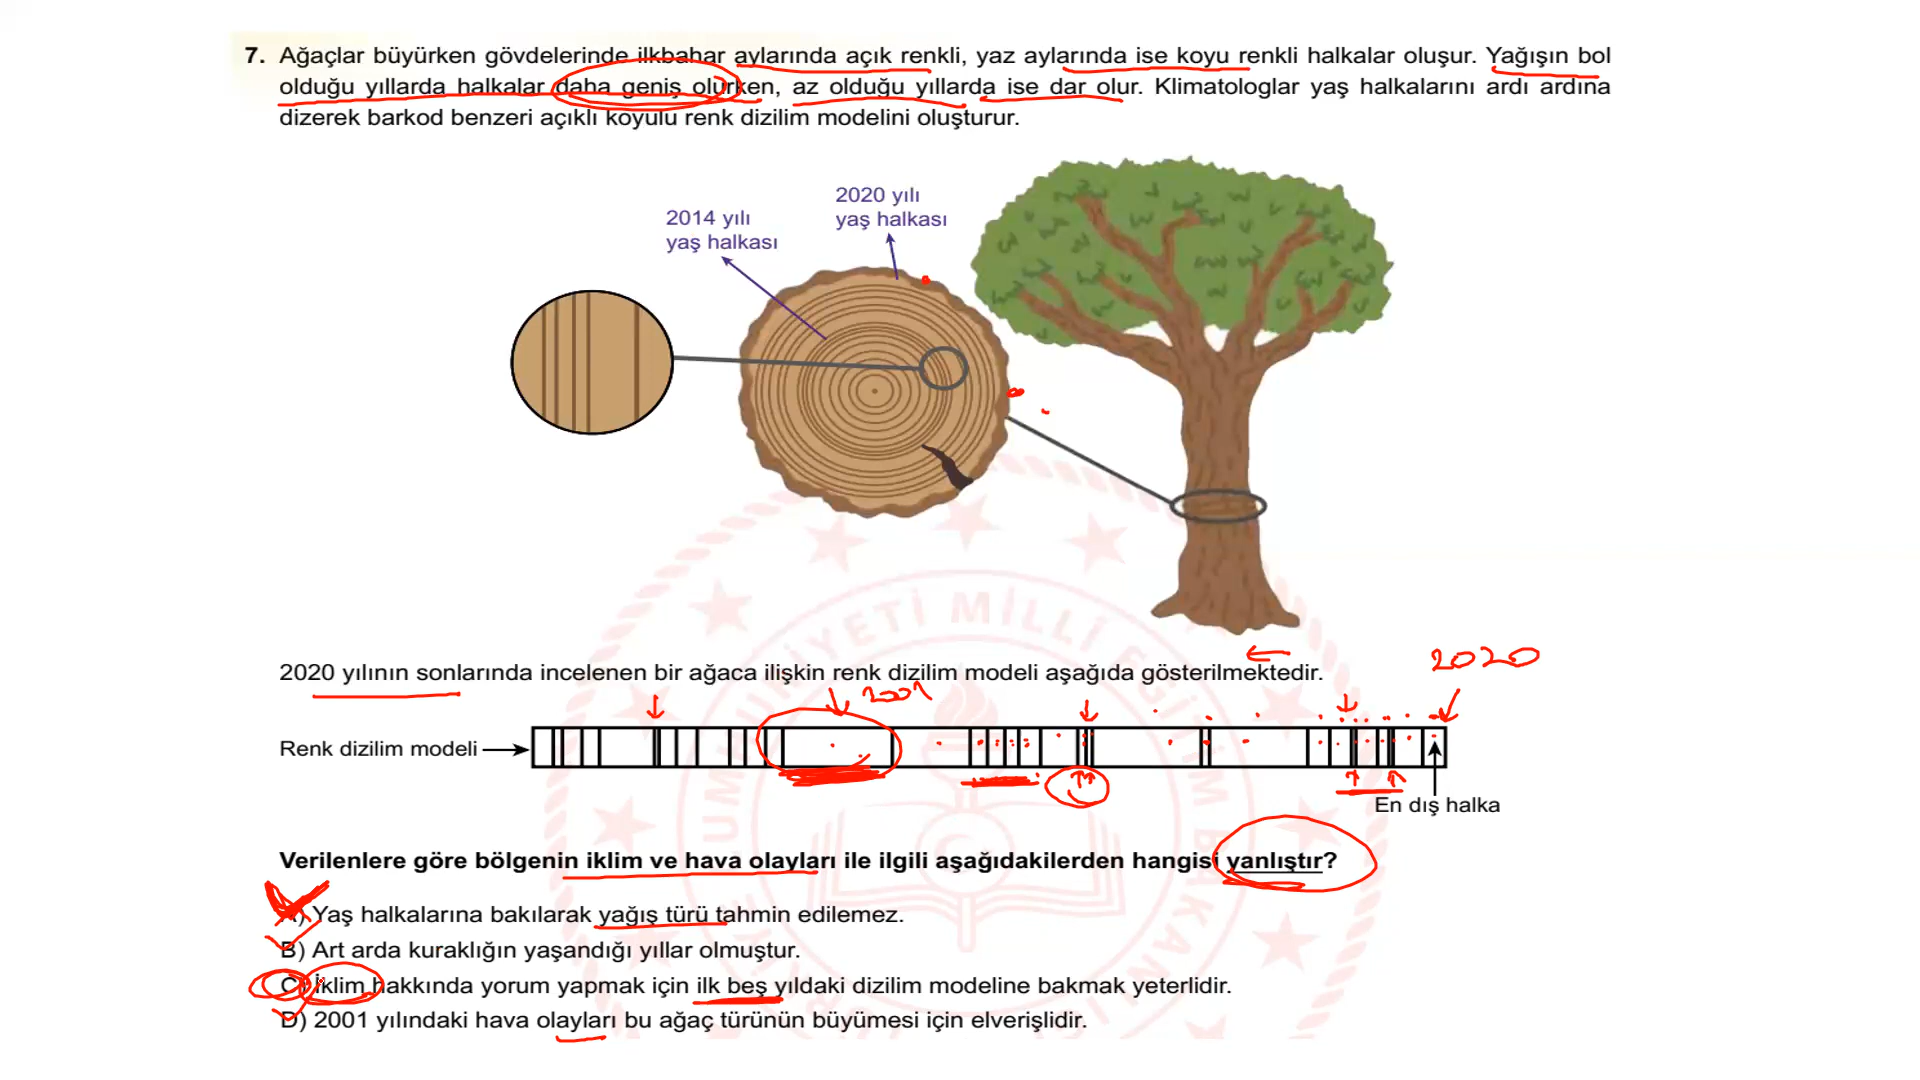 7. Ağaçlar büyürken gövdelerinde ilkbahar aylarında açık renkli, yaz aylarında ise koyu renkli halkalar oluşur. Yağışın bol
olduğu yıllarda halkalar daha geniş olurken, az olduğu yıllarda ise dar olur. Klimatologlar yaş halkalarını ardı ardına
dizerek barkod benzeri açıklı koyulu renk dizilim modelini oluşturur.
2020 yılı
yaş halkası
2014 yılı
yaş halkası
2020 yılının sonlarında incelenen bir ağaca ilişkin renk dizilim modeli aşağıda gösterilmektedir.
2020
2001
Renk dizilim modeli
En dış halka
Verilenlere göre bölgenin iklim ve hava olayları ile ilgili aşağıdakilerden hangisi yanlıştır?
A) Yaş halkalarına bakılarak yağış türü tahmin edilemez.
B) Art arda kuraklığın yaşandığı yıllar olmuştur.
C) İklim hakkında yorum yapmak için ilk beş yıldaki dizilim modeline bakmak yeterlidir.
D) 2001 yılındaki hava olayları bu ağaç türünün büyümesi için elverişlidir.